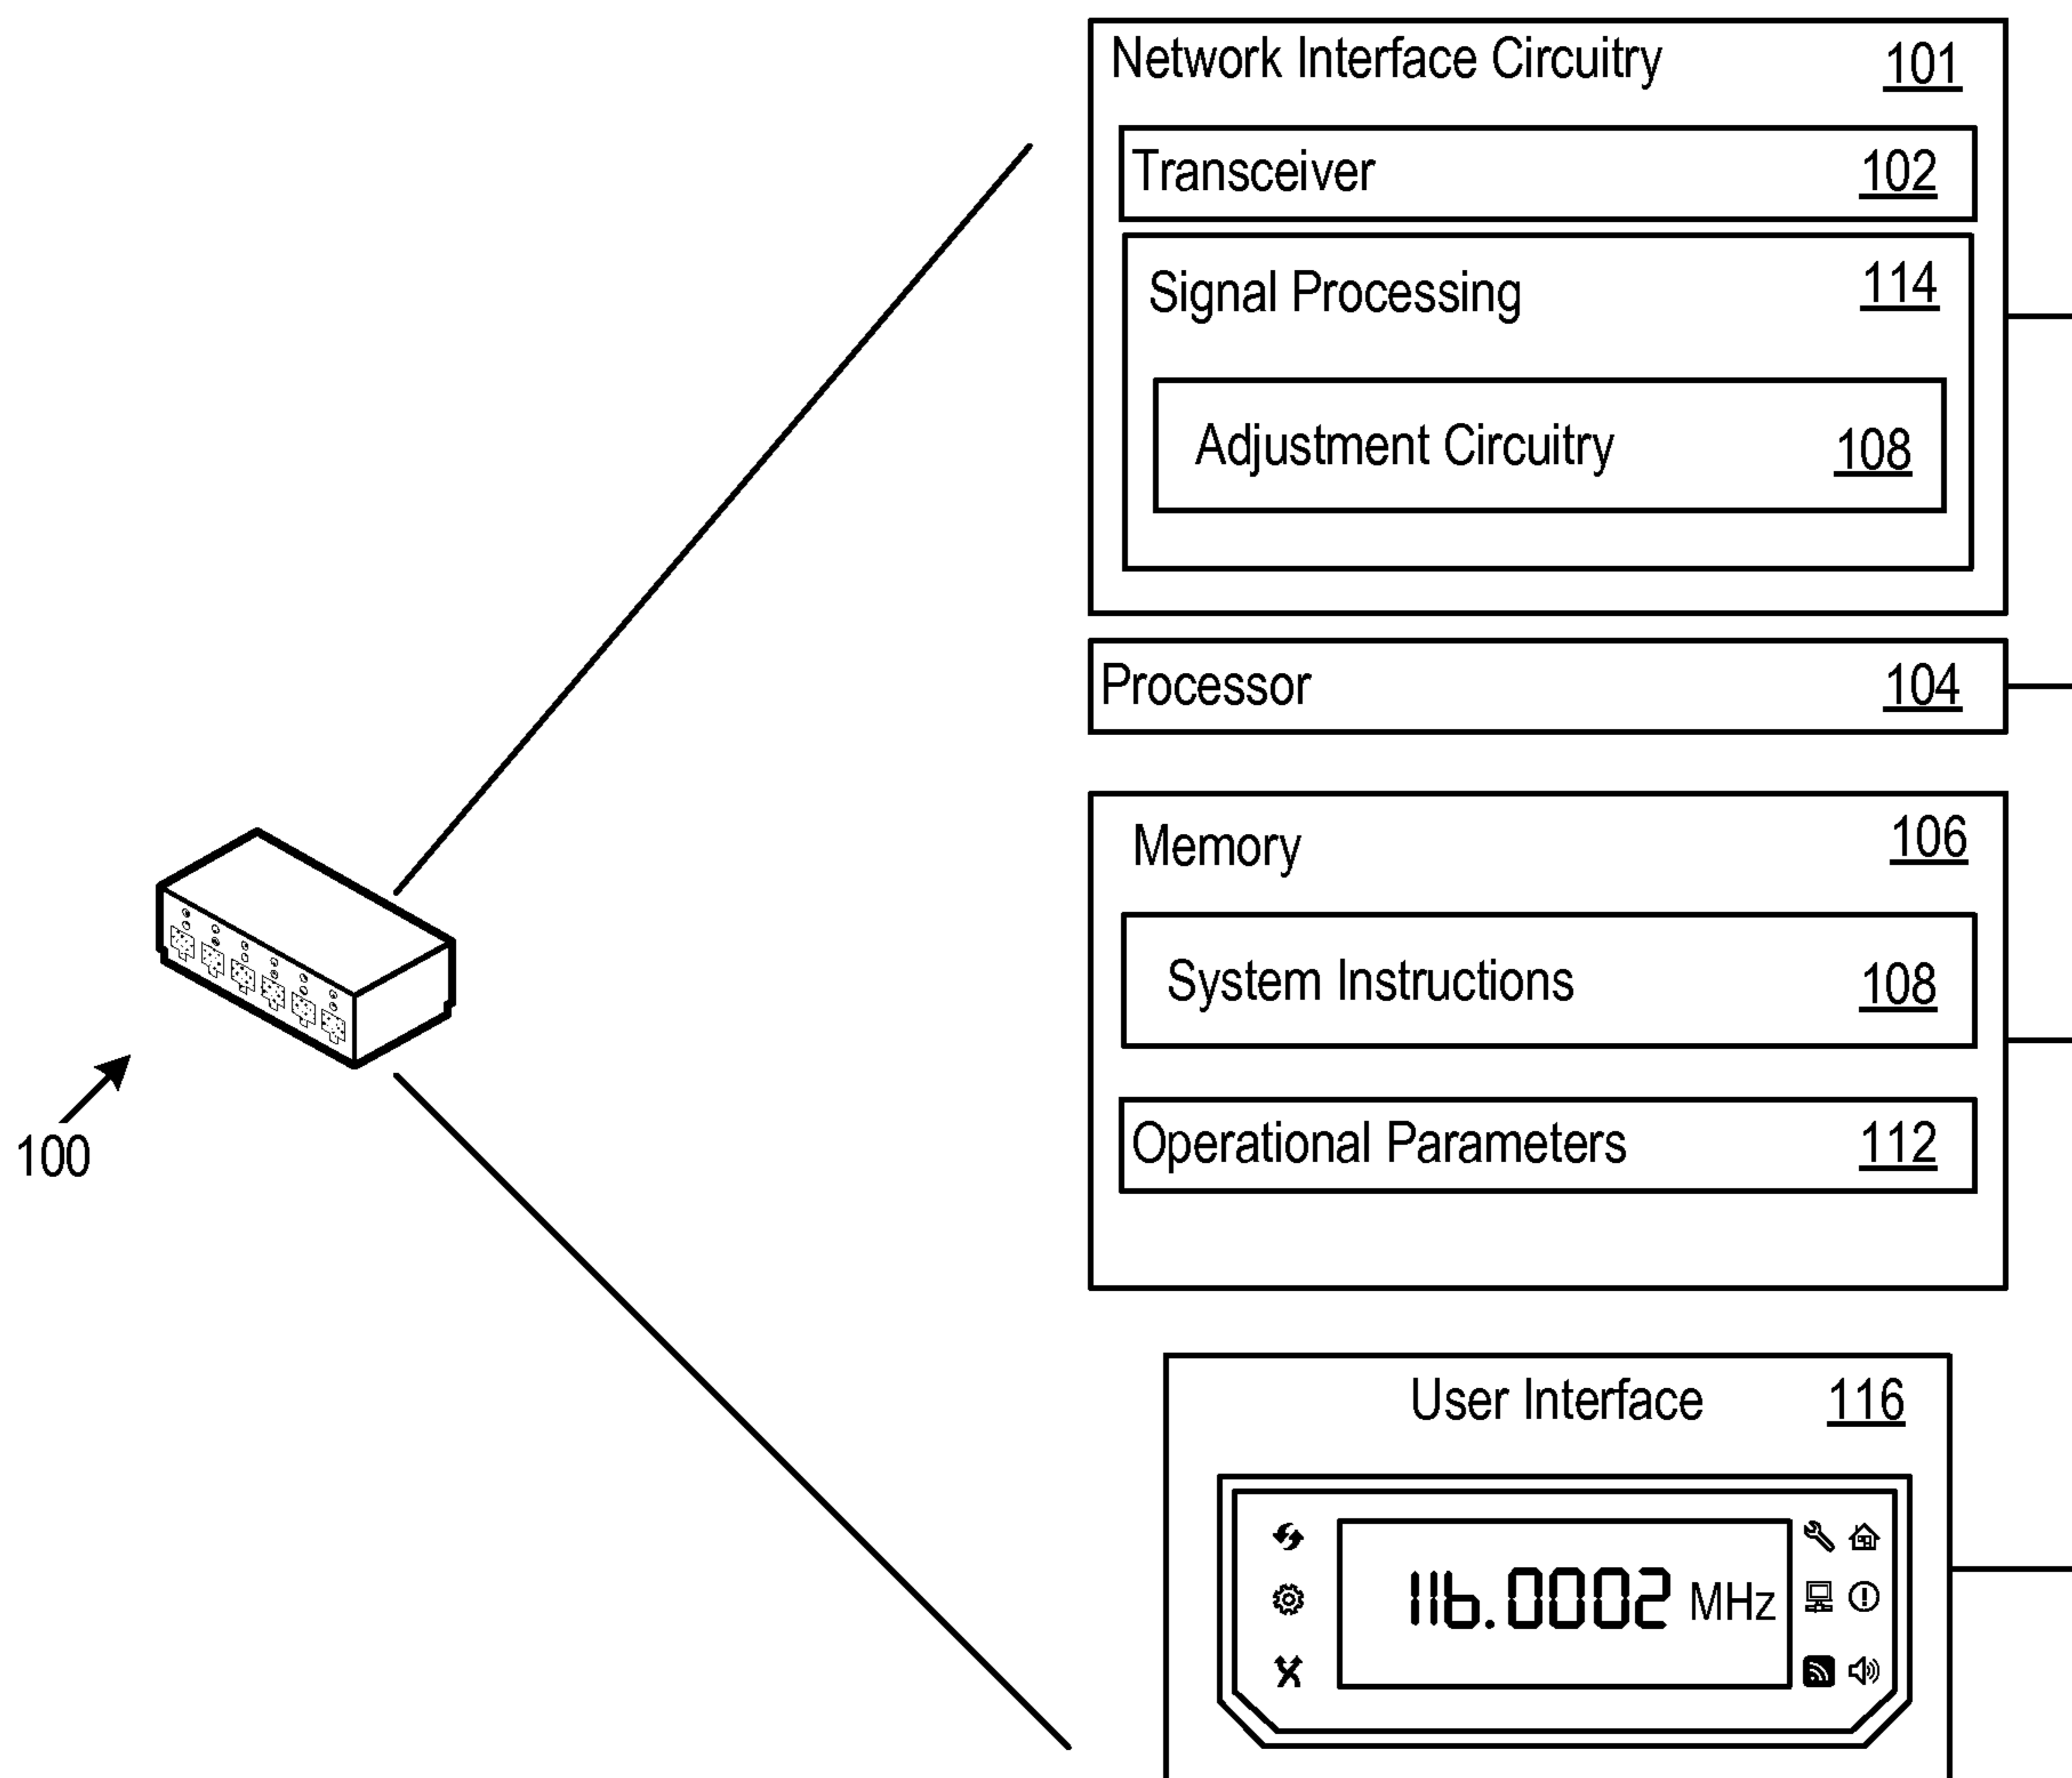 Network Interface Circuitry 101
Transceiver 102
Signal Processing 114
Adjustment Circuitry 108
Processor 104
Memory 106
System Instructions 108
Operational Parameters 112
100
User Interface 116
116.0002 MHz